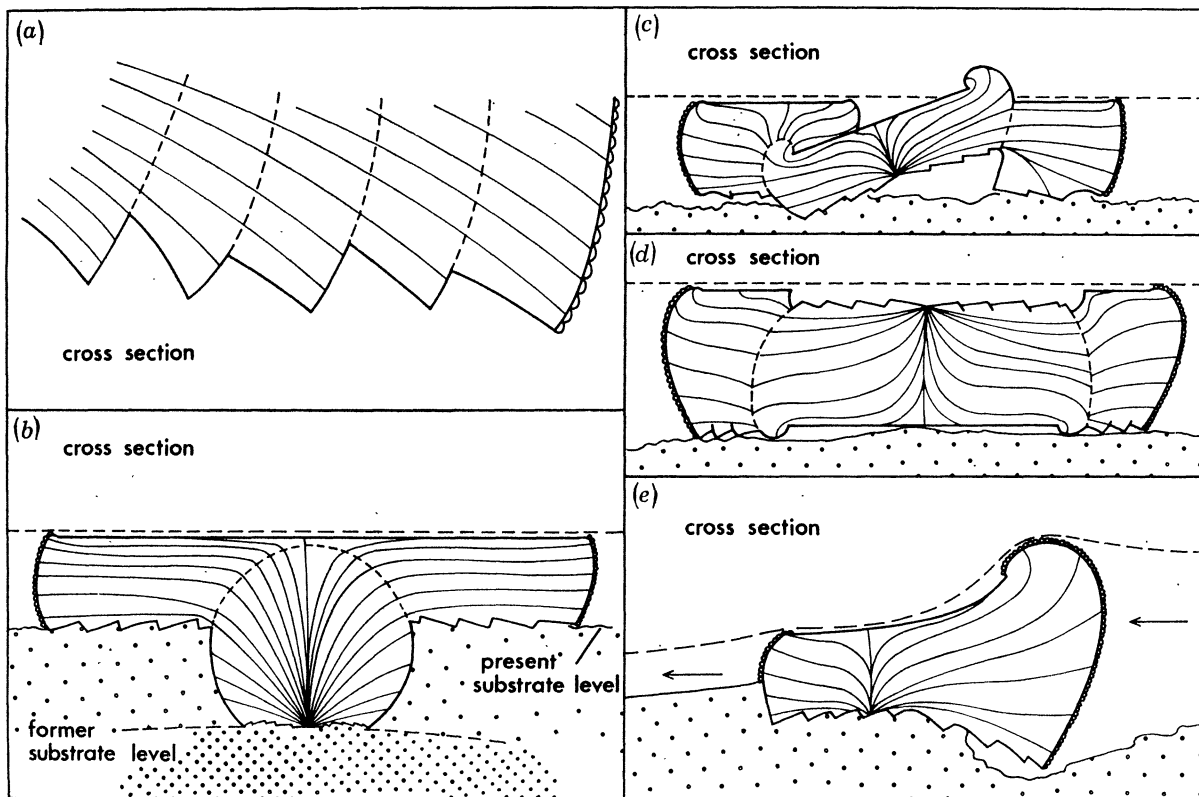 (a)
cross section
(b)
cross section
present
substrate level
former
substrate level
(c)
cross section
(d)
cross section
(e)
cross section